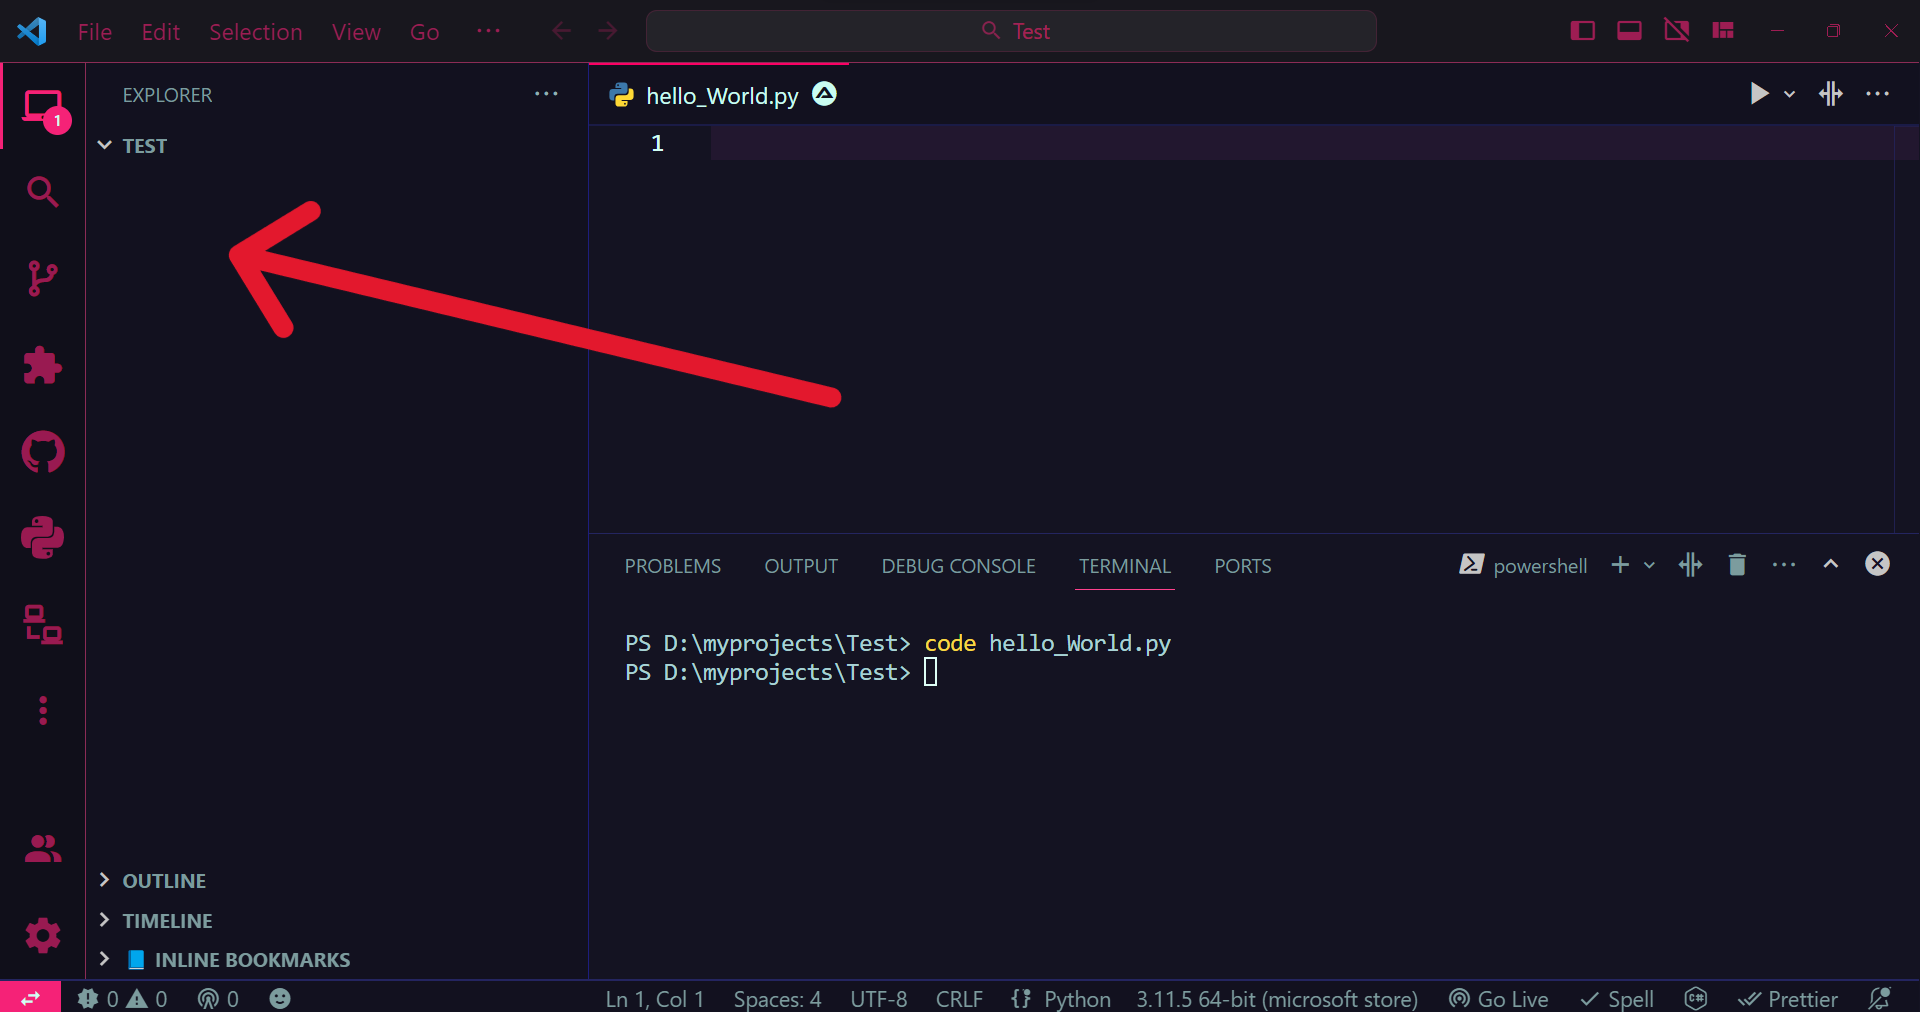 File Edit Selection View Go ··· Test
1
EXPLORER ···
TEST
hello_World.py
1
PROBLEMS OUTPUT DEBUG CONSOLE TERMINAL PORTS powershell
PS D:\myprojects\Test> code hello_World.py
PS D:\myprojects\Test>
OUTLINE
TIMELINE
INLINE BOOKMARKS
0 0 0 Ln 1, Col 1 Spaces: 4 UTF-8 CRLF {} Python 3.11.5 64-bit (microsoft store) Go Live Spell C# Prettier